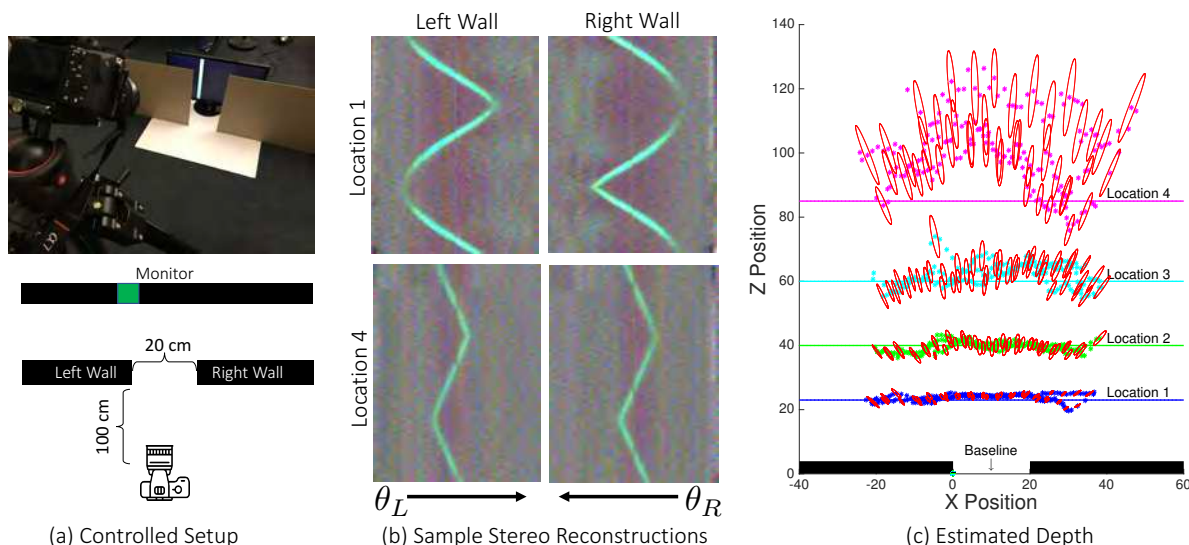 Left Wall
Right Wall
Location 1
Location 4
θL
θR
Monitor
20 cm
Left Wall
Right Wall
100 cm
140
120
100
80
60
40
20
0
Z Position
Location 4
Location 3
Location 2
Location 1
Baseline
-40
-20
0
20
40
60
X Position
(a) Controlled Setup
(b) Sample Stereo Reconstructions
(c) Estimated Depth